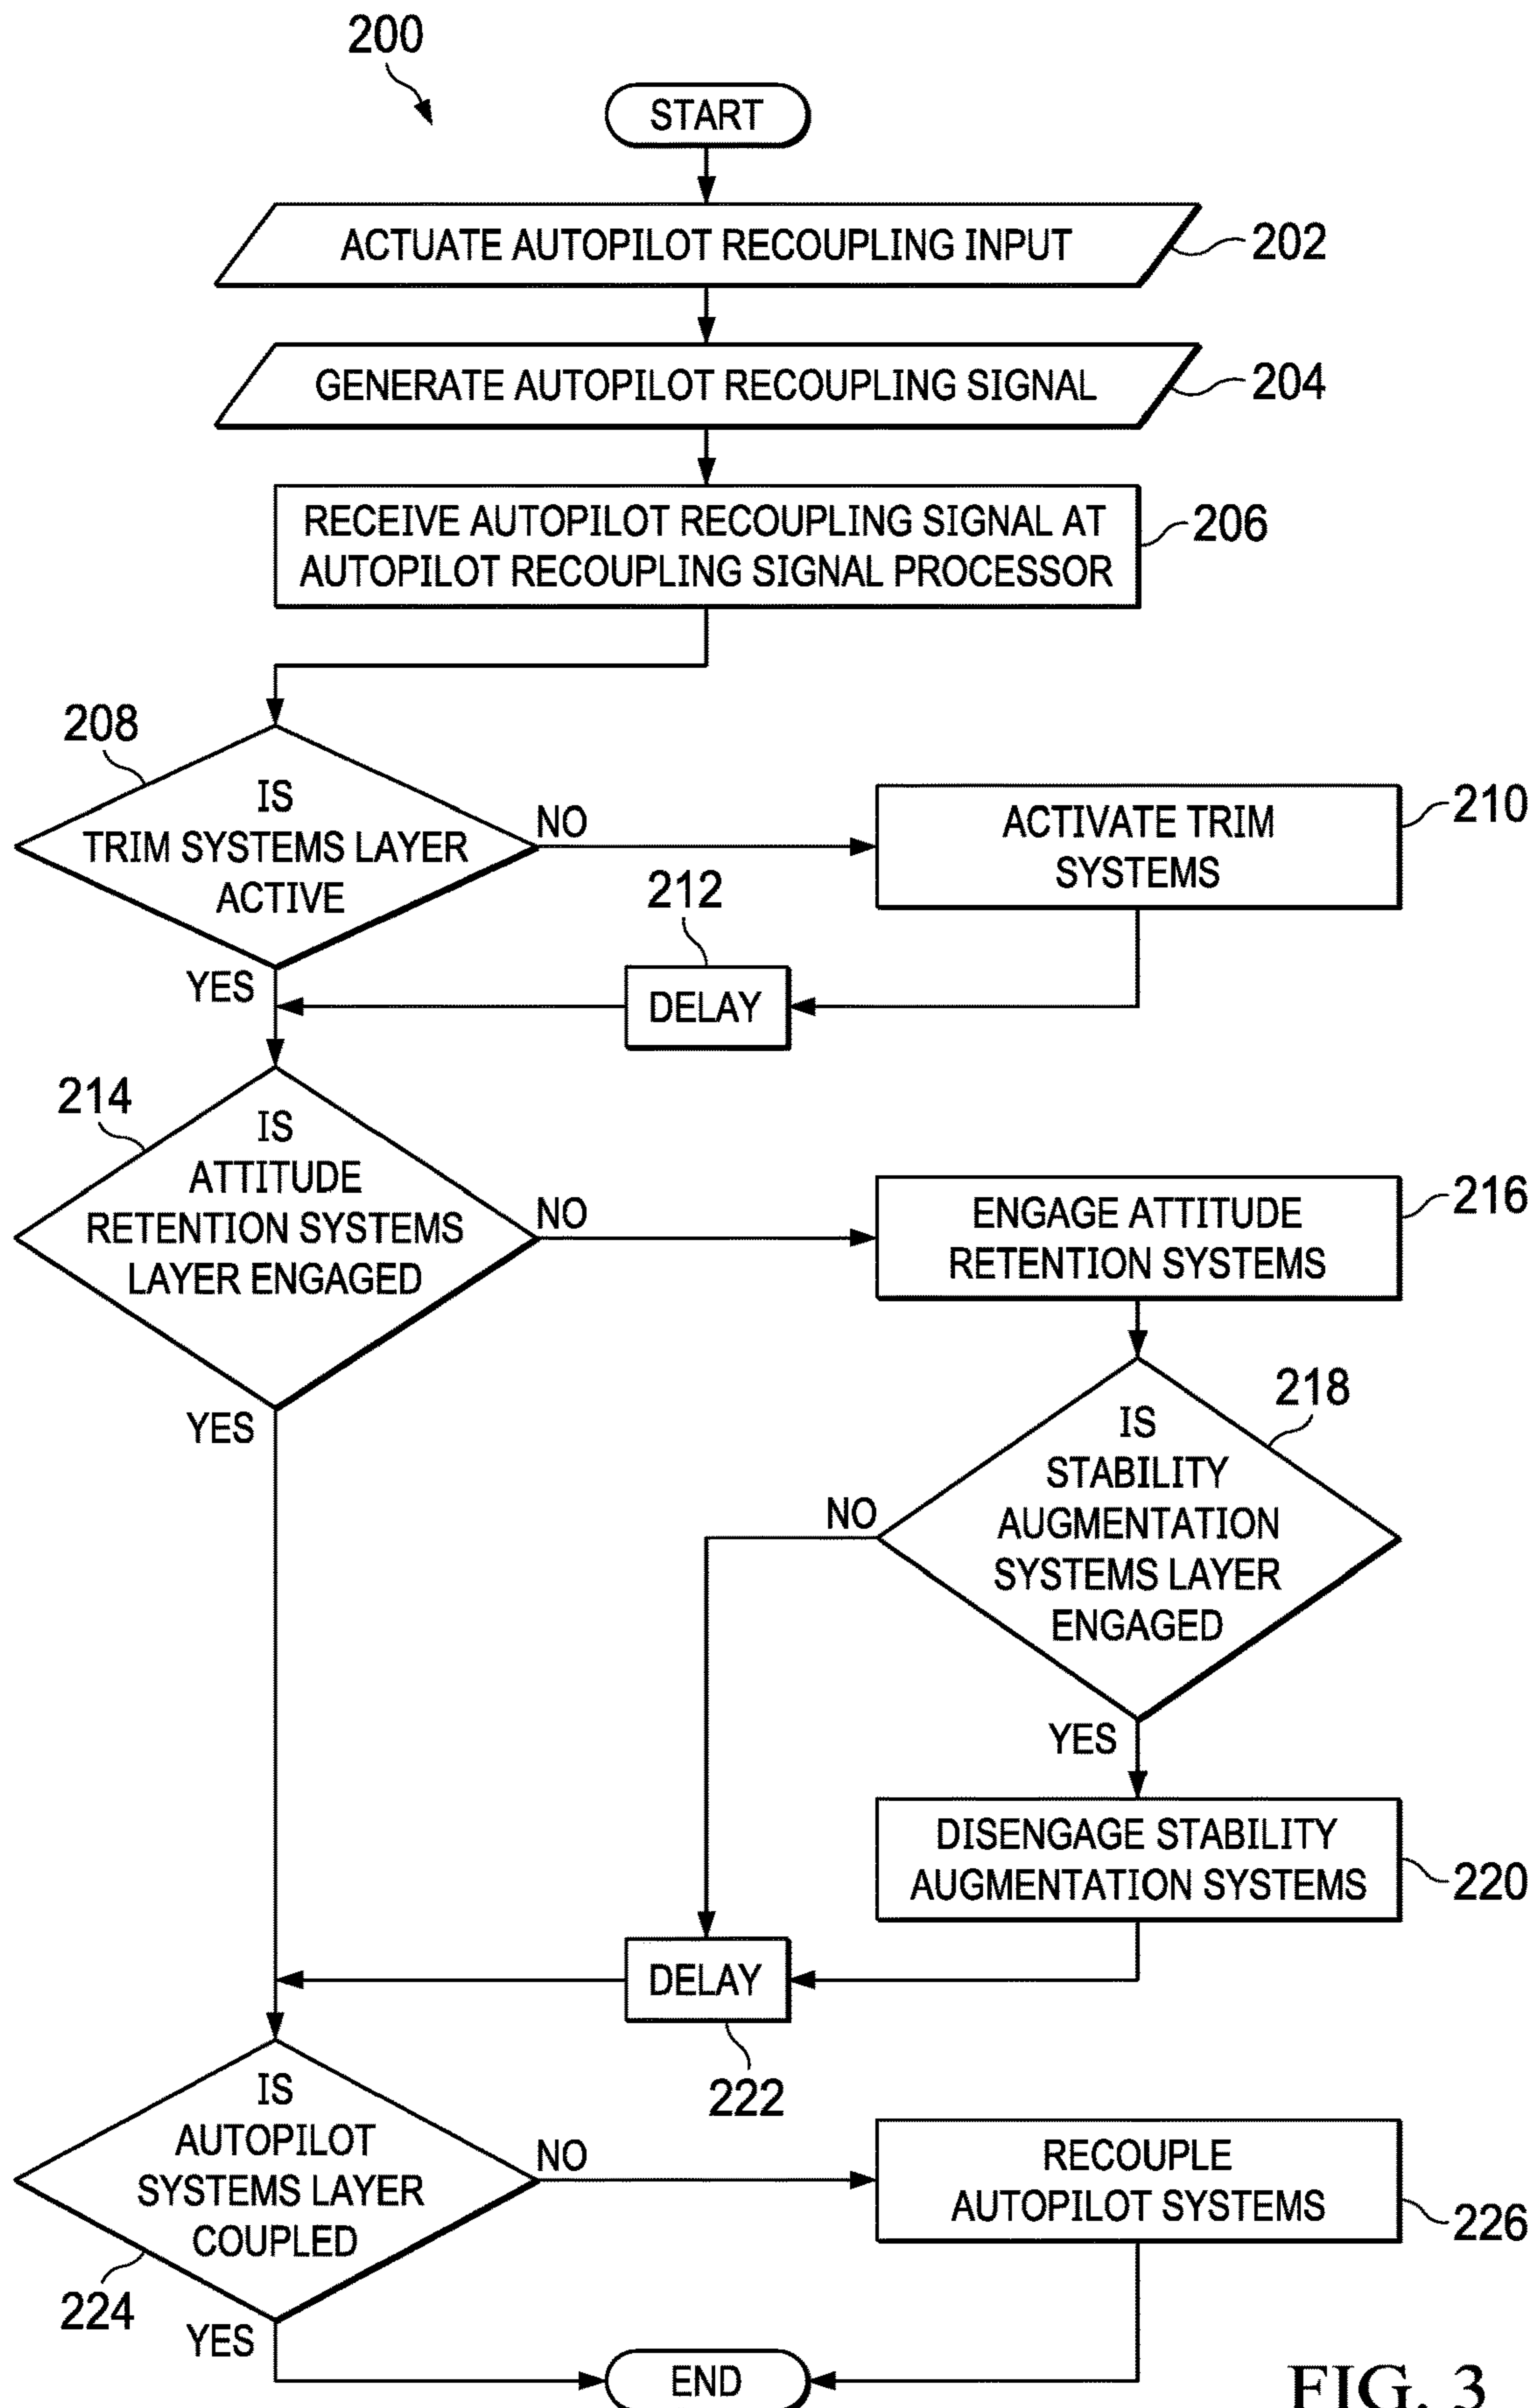 200
START
ACTUATE AUTOPILOT RECOUPLING INPUT
202
GENERATE AUTOPILOT RECOUPLING SIGNAL
204
RECEIVE AUTOPILOT RECOUPLING SIGNAL AT
AUTOPILOT RECOUPLING SIGNAL PROCESSOR
206
208
IS
TRIM SYSTEMS LAYER
ACTIVE
NO
YES
ACTIVATE TRIM
SYSTEMS
210
212
DELAY
214
IS
ATTITUDE
RETENTION SYSTEMS
LAYER ENGAGED
NO
YES
ENGAGE ATTITUDE
RETENTION SYSTEMS
216
218
IS
STABILITY
AUGMENTATION
SYSTEMS LAYER
ENGAGED
NO
YES
DISENGAGE STABILITY
AUGMENTATION SYSTEMS
220
DELAY
222
IS
AUTOPILOT
SYSTEMS LAYER
COUPLED
224
NO
YES
RECOUPLE
AUTOPILOT SYSTEMS
226
END
FIG. 3